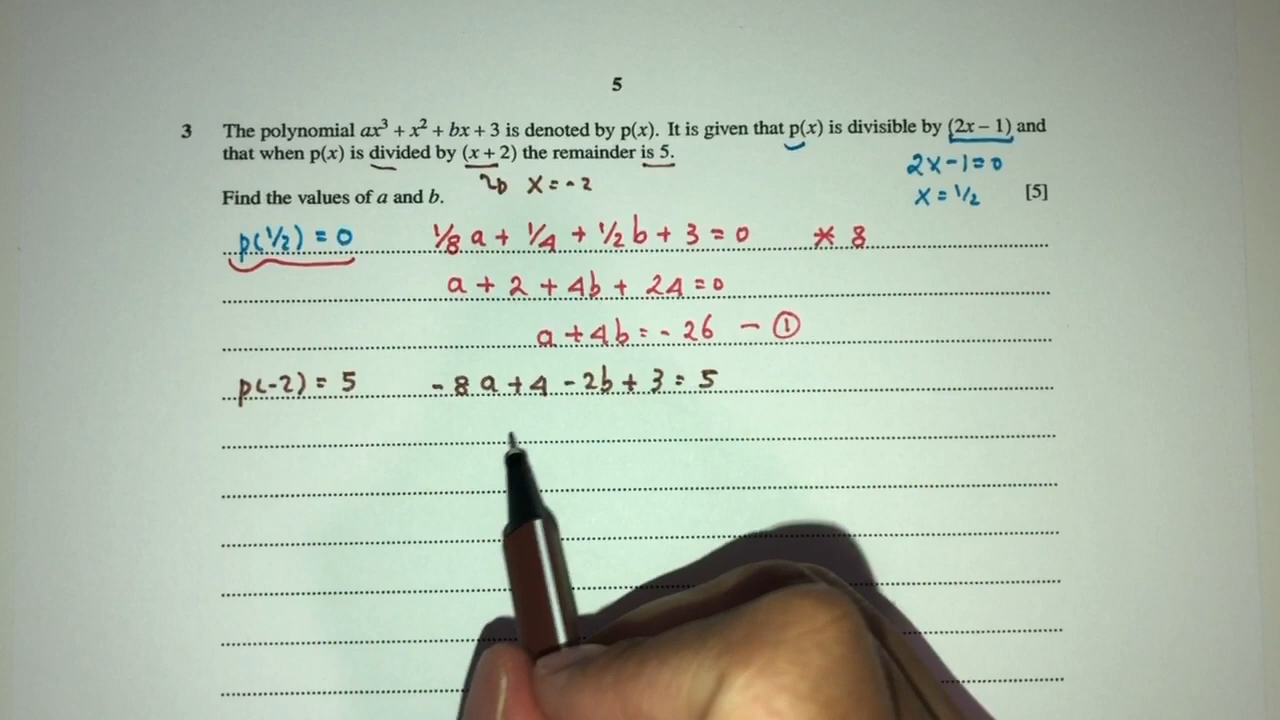 5
3 The polynomial ax³ + x² + bx + 3 is denoted by p(x). It is given that p(x) is divisible by (2x – 1) and
that when p(x) is divided by (x + 2) the remainder is 5.
2x-1=0
x = -2
Find the values of a and b.
x = 1/2
[5]
p(1/2) = 0 1/8 a + 1/4 + 1/2 b + 3 = 0 * 8
a + 2 + 4b + 24 = 0
a + 4b = - 26 - ①
p(-2) = 5 - 8a + 4 - 2b + 3 = 5